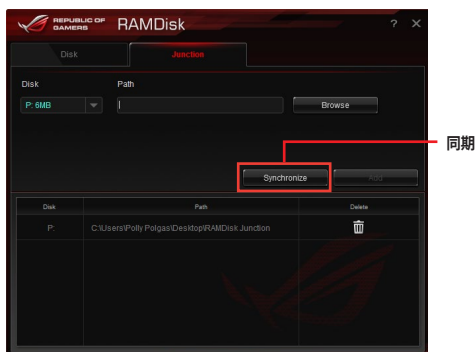 REPUBLIC OF
GAMERS
RAMDisk
? ×
Disk Junction
Disk Path
P: 6MB Browse
同期
Synchronize Add
Disk Path Delete
P: C:\Users\Polly Polgas\Desktop\RAMDisk Junction